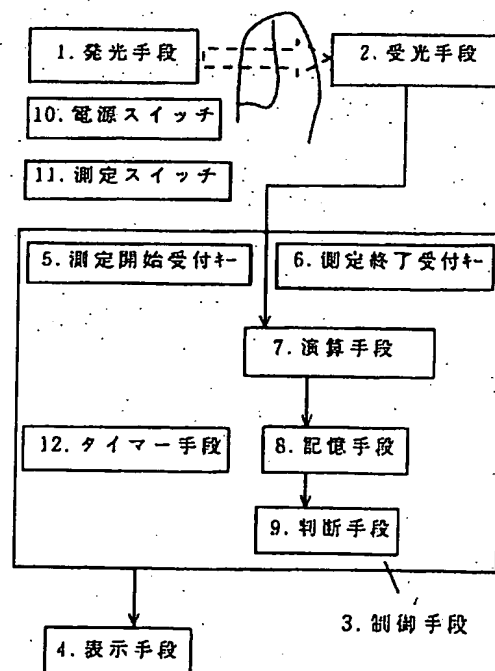 1. 発光手段
2. 受光手段
10. 電源スイッチ
11. 測定スイッチ
5. 測定開始受付キー
6. 測定終了受付キー
7. 演算手段
12. タイマー手段
8. 記憶手段
9. 判断手段
3. 制御手段
4. 表示手段